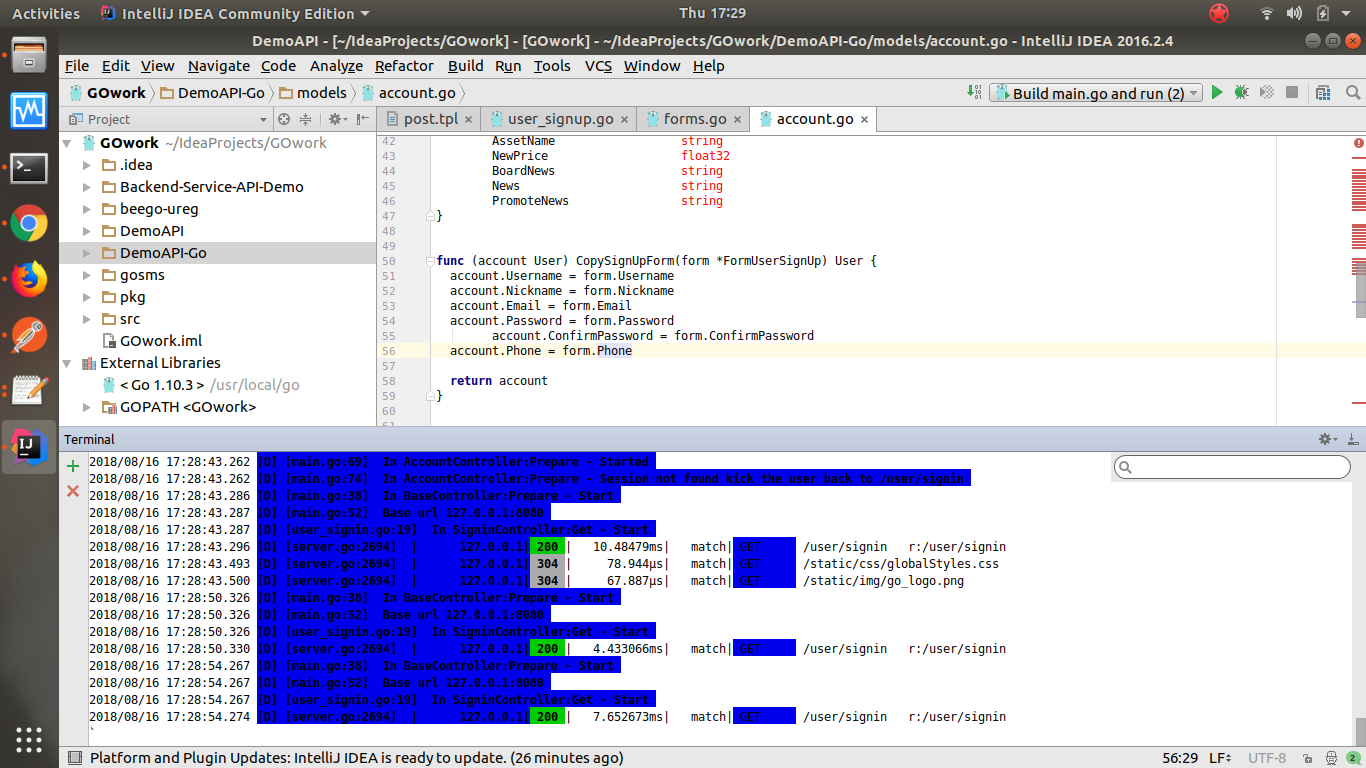 Activities IntelliJ IDEA Community Edition Thu 17:29
DemoAPI - [~/IdeaProjects/GOwork] - [GOwork] - ~/IdeaProjects/GOwork/DemoAPI-Go/models/account.go - IntelliJ IDEA 2016.2.4
File Edit View Navigate Code Analyze Refactor Build Run Tools VCS Window Help
GOwork DemoAPI-Go models account.go Build main.go and run (2)
Project
post.tpl user_signup.go forms.go account.go
GOwork ~/IdeaProjects/GOwork
.idea
Backend-Service-API-Demo
beego-ureg
DemoAPI
DemoAPI-Go
gosms
pkg
src
GOwork.iml
External Libraries
< Go 1.10.3 > /usr/local/go
GOPATH <GOwork>
42 AssetName string
43 NewPrice float32
44 BoardNews string
45 News string
46 PromoteNews string
47 }
48
49
50 func (account User) CopySignUpForm(form *FormUserSignUp) User {
51 account.Username = form.Username
52 account.Nickname = form.Nickname
53 account.Email = form.Email
54 account.Password = form.Password
55 account.ConfirmPassword = form.ConfirmPassword
56 account.Phone = form.Phone
57
58 return account
59 }
60
61
Terminal
2018/08/16 17:28:43.262 [D] [main.go:69] In AccountController:Prepare - Started
2018/08/16 17:28:43.262 [D] [main.go:74] In AccountController:Prepare - Session not found kick the user back to /user/signin
2018/08/16 17:28:43.286 [D] [main.go:38] In BaseController:Prepare - Start
2018/08/16 17:28:43.287 [D] [main.go:52] Base url 127.0.0.1:8080
2018/08/16 17:28:43.287 [D] [user_signin.go:19] In SigninController:Get - Start
2018/08/16 17:28:43.296 [D] [server.go:2694] | 127.0.0.1| 200 | 10.48479ms| match| GET /user/signin r:/user/signin
2018/08/16 17:28:43.493 [D] [server.go:2694] | 127.0.0.1| 304 | 78.944µs| match| GET /static/css/globalStyles.css
2018/08/16 17:28:43.500 [D] [server.go:2694] | 127.0.0.1| 304 | 67.887µs| match| GET /static/img/go_logo.png
2018/08/16 17:28:50.326 [D] [main.go:38] In BaseController:Prepare - Start
2018/08/16 17:28:50.326 [D] [main.go:52] Base url 127.0.0.1:8080
2018/08/16 17:28:50.326 [D] [user_signin.go:19] In SigninController:Get - Start
2018/08/16 17:28:50.330 [D] [server.go:2694] | 127.0.0.1| 200 | 4.433066ms| match| GET /user/signin r:/user/signin
2018/08/16 17:28:54.267 [D] [main.go:38] In BaseController:Prepare - Start
2018/08/16 17:28:54.267 [D] [main.go:52] Base url 127.0.0.1:8080
2018/08/16 17:28:54.267 [D] [user_signin.go:19] In SigninController:Get - Start
2018/08/16 17:28:54.274 [D] [server.go:2694] | 127.0.0.1| 200 | 7.652673ms| match| GET /user/signin r:/user/signin
`
Platform and Plugin Updates: IntelliJ IDEA is ready to update. (26 minutes ago) 56:29 LF UTF-8 2